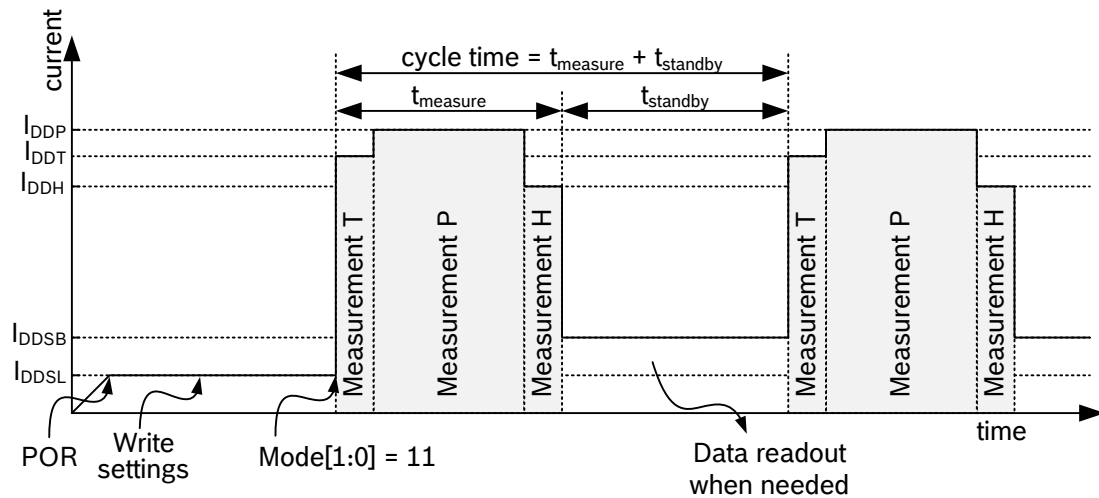 current
cycle time = tmeasure + tstandby
tmeasure
tstandby
IDDP
IDDT
IDDH
IDDSB
IDDSL
Measurement T
Measurement P
Measurement H
Measurement T
Measurement P
Measurement H
time
POR
Write
settings
Mode[1:0] = 11
Data readout
when needed